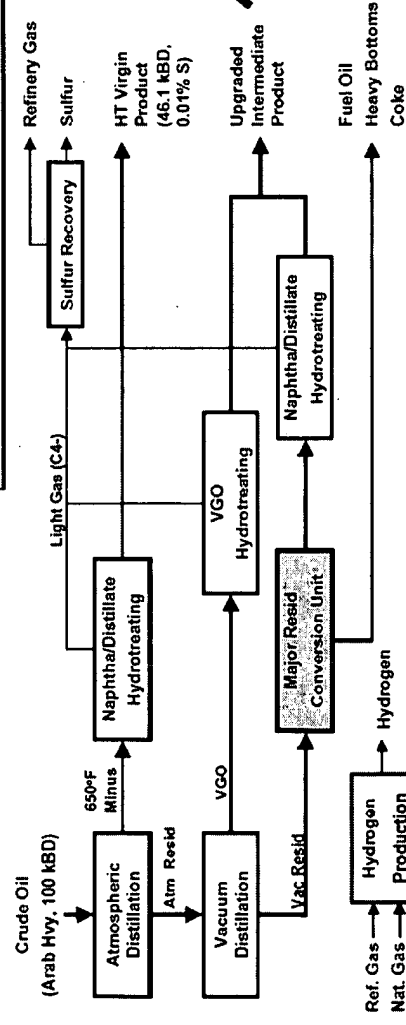 Crude Oil
(Arab Hvy, 100 kBD)
Atmospheric
Distillation
650°F
Minus
Naphtha/Distillate
Hydrotreating
Light Gas (C4-)
Sulfur Recovery
Refinery Gas
Sulfur
HT Virgin
Product
(46.1 kBD,
0.01% S)
Atm Resid
Vacuum
Distillation
VGO
VGO
Hydrotreating
Upgraded
Intermediate
Product
Vac Resid
Major Resid
Conversion Unit
Naphtha/Distillate
Hydrotreating
Fuel Oil
Heavy Bottoms
Coke
Ref. Gas
Nat. Gas
Hydrogen
Production
Hydrogen